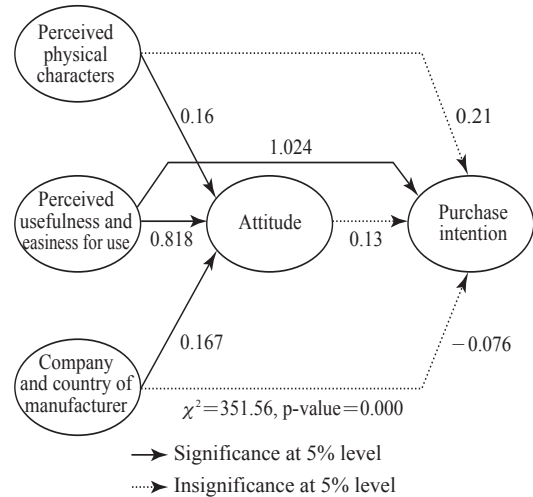 Perceived
physical
characters
0.16
0.21
1.024
Perceived
usefulness and
easiness for use
0.818
Attitude
0.13
Purchase
intention
0.167
−0.076
Company
and country of
manufacturer
χ²=351.56, p-value=0.000
Significance at 5% level
Insignificance at 5% level